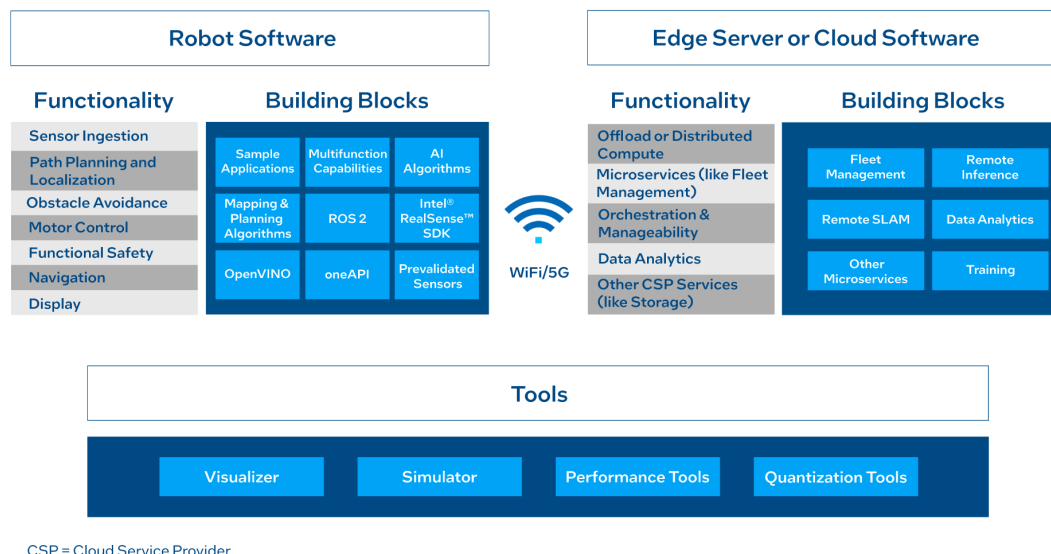 Robot Software
Functionality
Building Blocks
Sensor Ingestion
Path Planning and
Localization
Obstacle Avoidance
Motor Control
Functional Safety
Navigation
Display
Sample
Applications
Multifunction
Capabilities
AI
Algorithms
Mapping &
Planning
Algorithms
ROS 2
Intel®
RealSense™
SDK
OpenVINO
oneAPI
Prevalidated
Sensors
WiFi/5G
Edge Server or Cloud Software
Functionality
Building Blocks
Offload or Distributed
Compute
Microservices (like Fleet
Management)
Orchestration &
Manageability
Data Analytics
Other CSP Services
(like Storage)
Fleet
Management
Remote
Inference
Remote SLAM
Data Analytics
Other
Microservices
Training
Tools
Visualizer
Simulator
Performance Tools
Quantization Tools
CSP = Cloud Service Provider